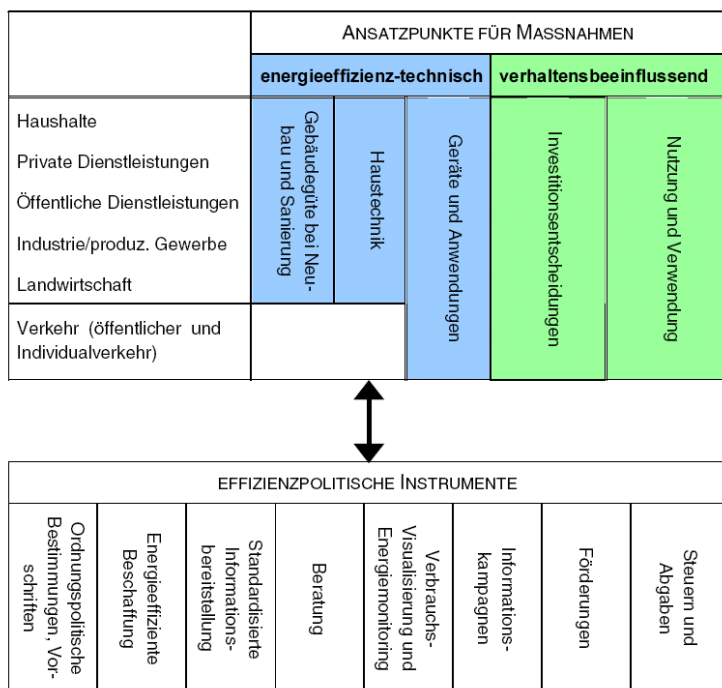 ANSATZPUNKTE FÜR MASSNAHMEN
energieeffizienz-technisch
verhaltensbeeinflussend
Haushalte
Private Dienstleistungen
Öffentliche Dienstleistungen
Industrie/produz. Gewerbe
Landwirtschaft
Verkehr (öffentlicher und
Individualverkehr)
Gebäudegüte bei Neu-
bau und Sanierung
Haustechnik
Geräte und Anwendungen
Investitionsentscheidungen
Nutzung und Verwendung
EFFIZIENZPOLITISCHE INSTRUMENTE
Ordnungspolitische
Bestimmungen, Vor-
schriften
Energieeffiziente
Beschaffung
Standardisierte
Informations-
bereitstellung
Beratung
Verbrauchs-
Visualisierung und
Energiemonitoring
Informations-
kampagnen
Förderungen
Steuern und
Abgaben